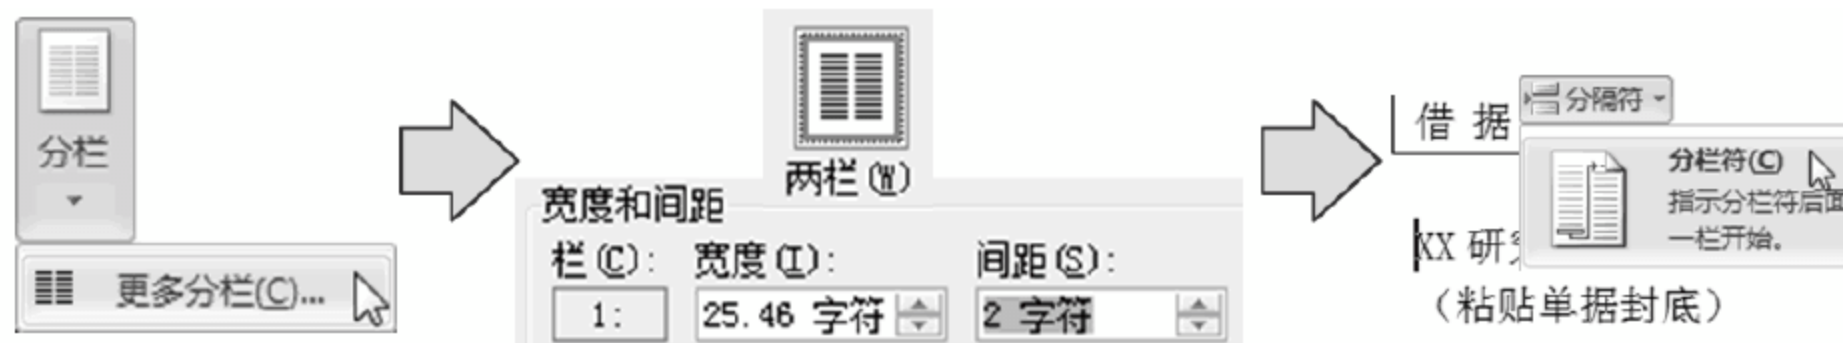 分栏
更多分栏(C)...
两栏(W)
宽度和间距
栏(C): 宽度(I): 间距(S):
1: 25.46 字符 2 字符
借 据
分隔符
分栏符(C)
指示分栏符后面
一栏开始。
XX 研
(粘贴单据封底)